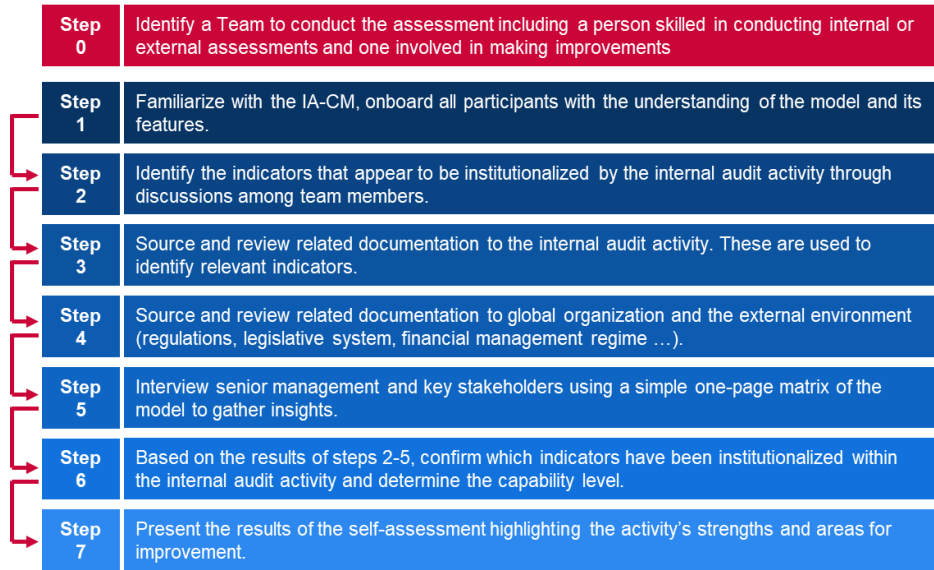 Step
0
Identify a Team to conduct the assessment including a person skilled in conducting internal or
external assessments and one involved in making improvements
Step
1
Familiarize with the IA-CM, onboard all participants with the understanding of the model and its
features.
Step
2
Identify the indicators that appear to be institutionalized by the internal audit activity through
discussions among team members.
Step
3
Source and review related documentation to the internal audit activity. These are used to
identify relevant indicators.
Step
4
Source and review related documentation to global organization and the external environment
(regulations, legislative system, financial management regime …).
Step
5
Interview senior management and key stakeholders using a simple one-page matrix of the
model to gather insights.
Step
6
Based on the results of steps 2-5, confirm which indicators have been institutionalized within
the internal audit activity and determine the capability level.
Step
7
Present the results of the self-assessment highlighting the activity's strengths and areas for
improvement.